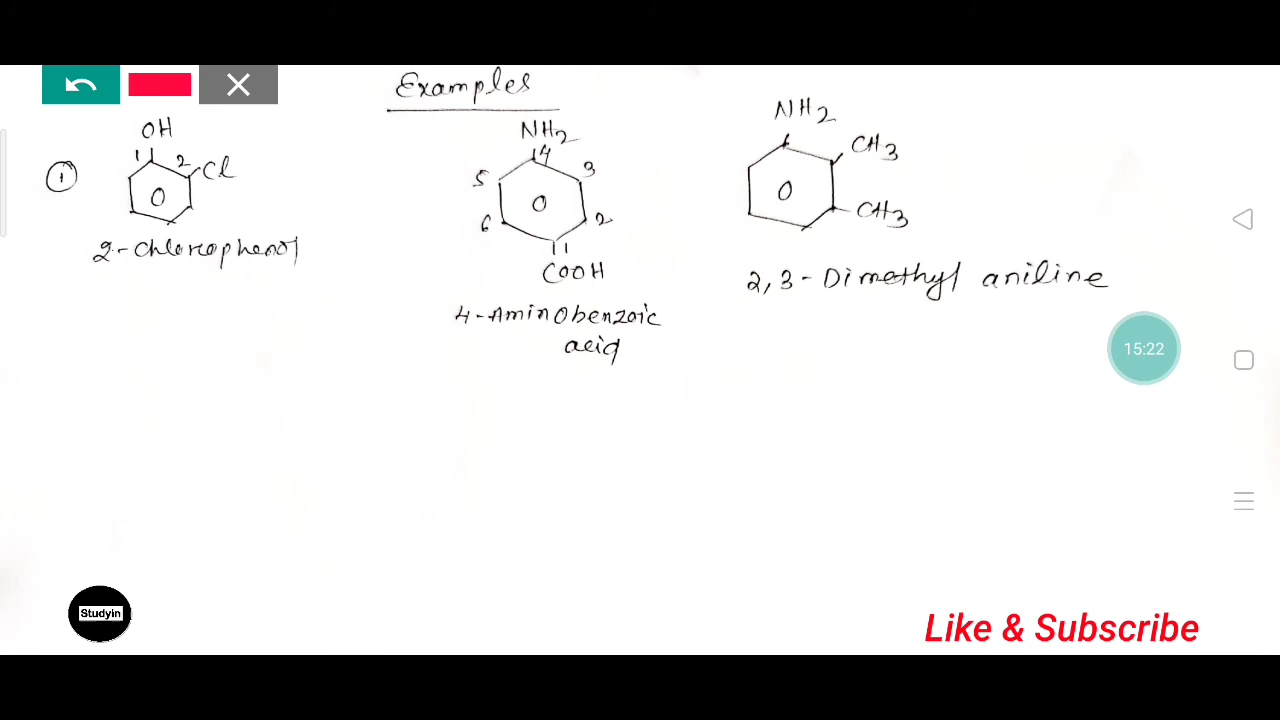 Examples
OH
1
2
Cl
O
①
2-Chlorophenol
NH2
4
5
3
O
6
2
1
COOH
4-Aminobenzoic
acid
NH2
CH3
O
CH3
2,3-Dimethyl aniline
15:22
Studyin
Like & Subscribe